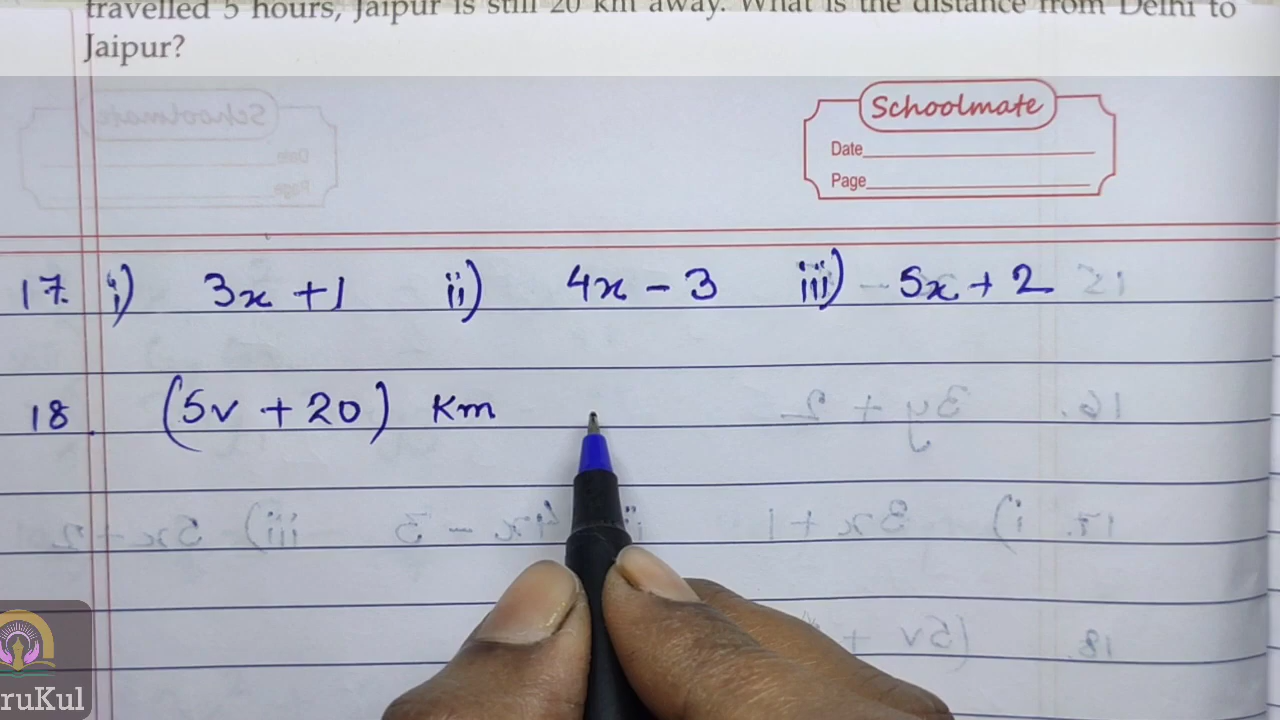 travelled 5 hours, Jaipur is still 20 km away. What is the distance from Delhi to
Jaipur?
Schoolmate
Date
Page
17. i) 3x + 1 ii) 4x - 3 iii) 5x + 2
18. (5v + 20) Km
ruKul